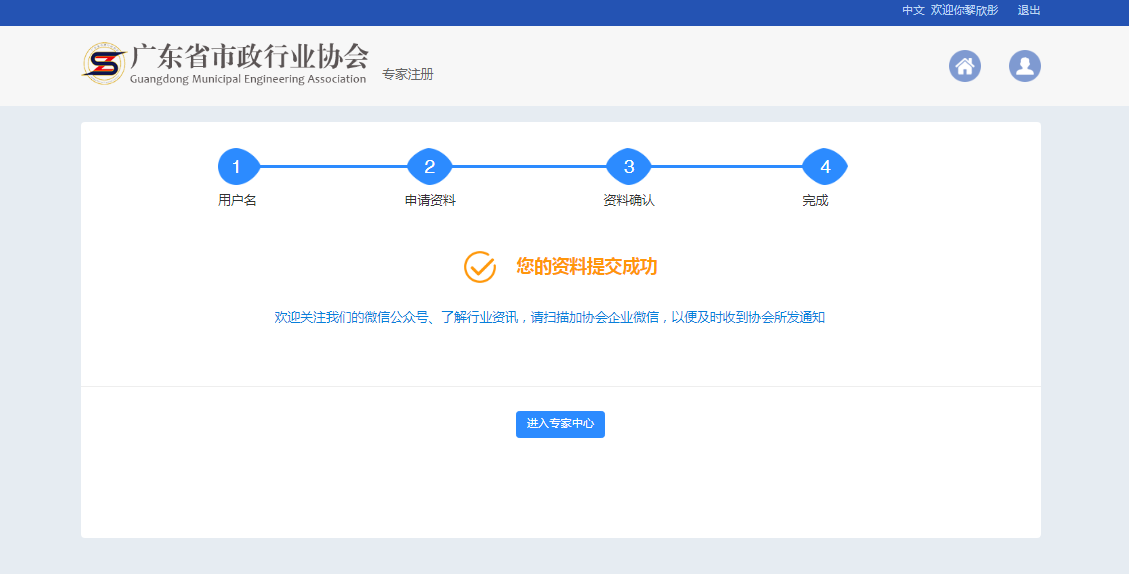 中文 欢迎你黎欣彤 退出
广东省市政行业协会
Guangdong Municipal Engineering Association
专家注册
1 2 3 4
用户名 申请资料 资料确认 完成
您的资料提交成功
欢迎关注我们的微信公众号、了解行业资讯，请扫描加协会企业微信，以便及时收到协会所发通知
进入专家中心